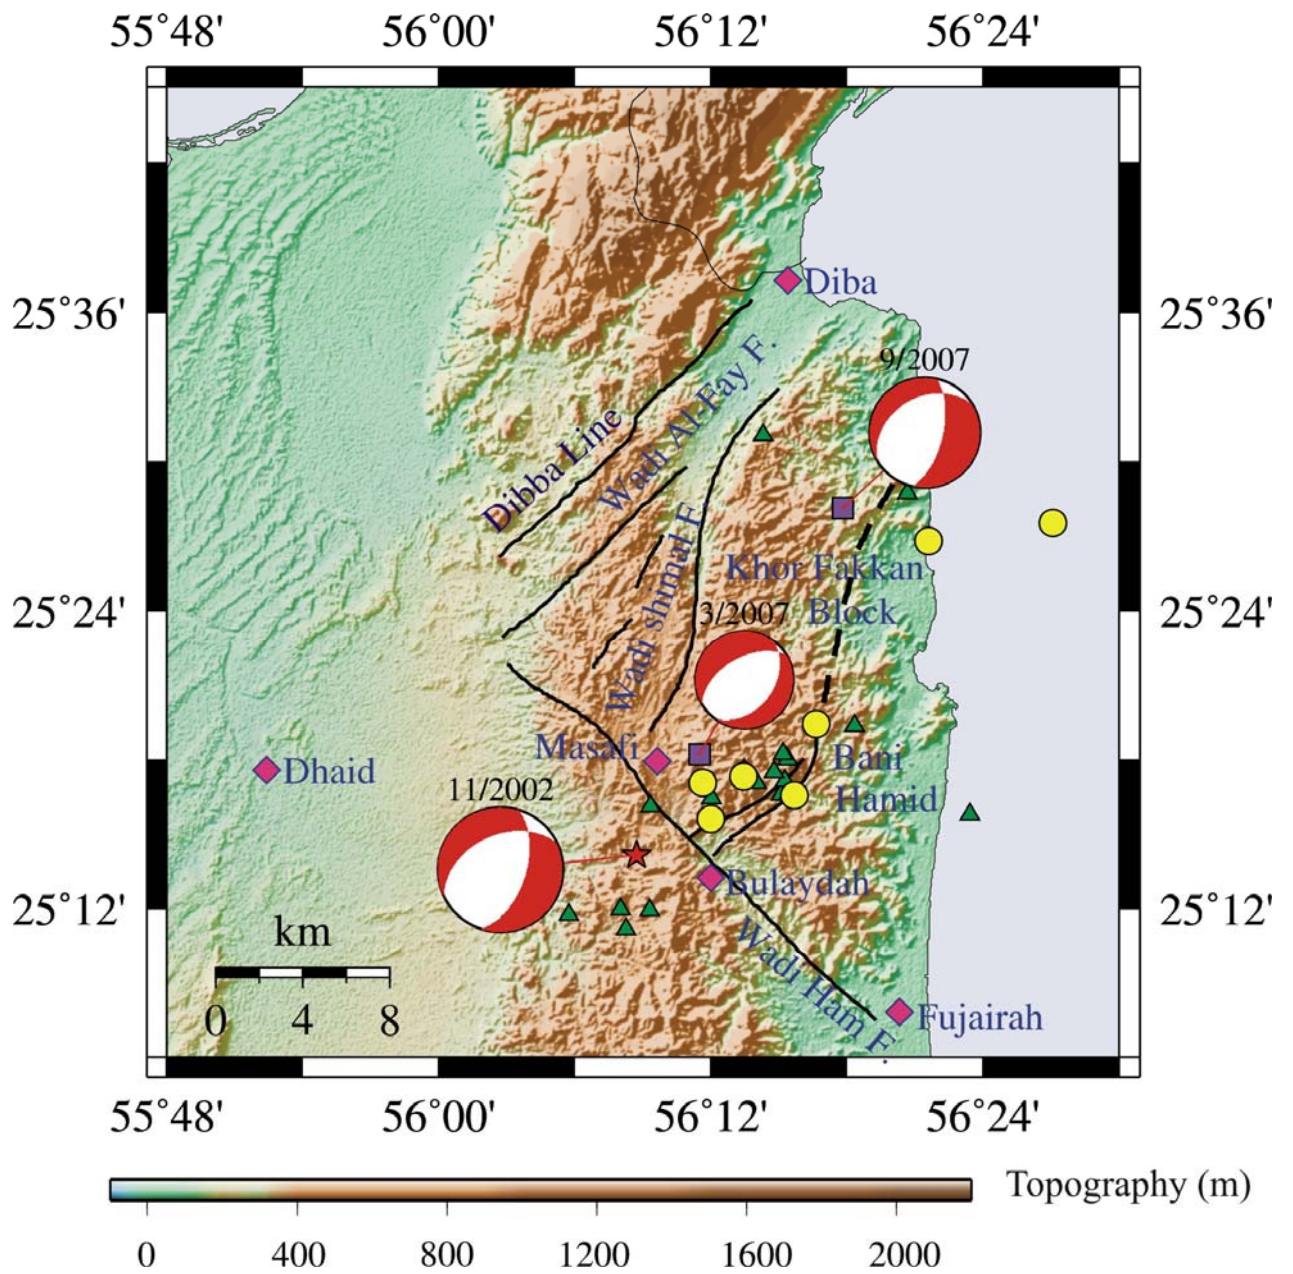 55°48' 56°00' 56°12' 56°24'
Diba
25°36' 25°36'
9/2007
Wadi Al-Fay F.
Dibba Line
Wadi shimal F.
Khor Fakkan
Block
25°24' 25°24'
3/2007
Masafi
Bani
Hamid
Dhaid
11/2002
Bulaydah
25°12' 25°12'
km
0 4 8
Wadi Ham F.
Fujairah
55°48' 56°00' 56°12' 56°24'
Topography (m)
0 400 800 1200 1600 2000